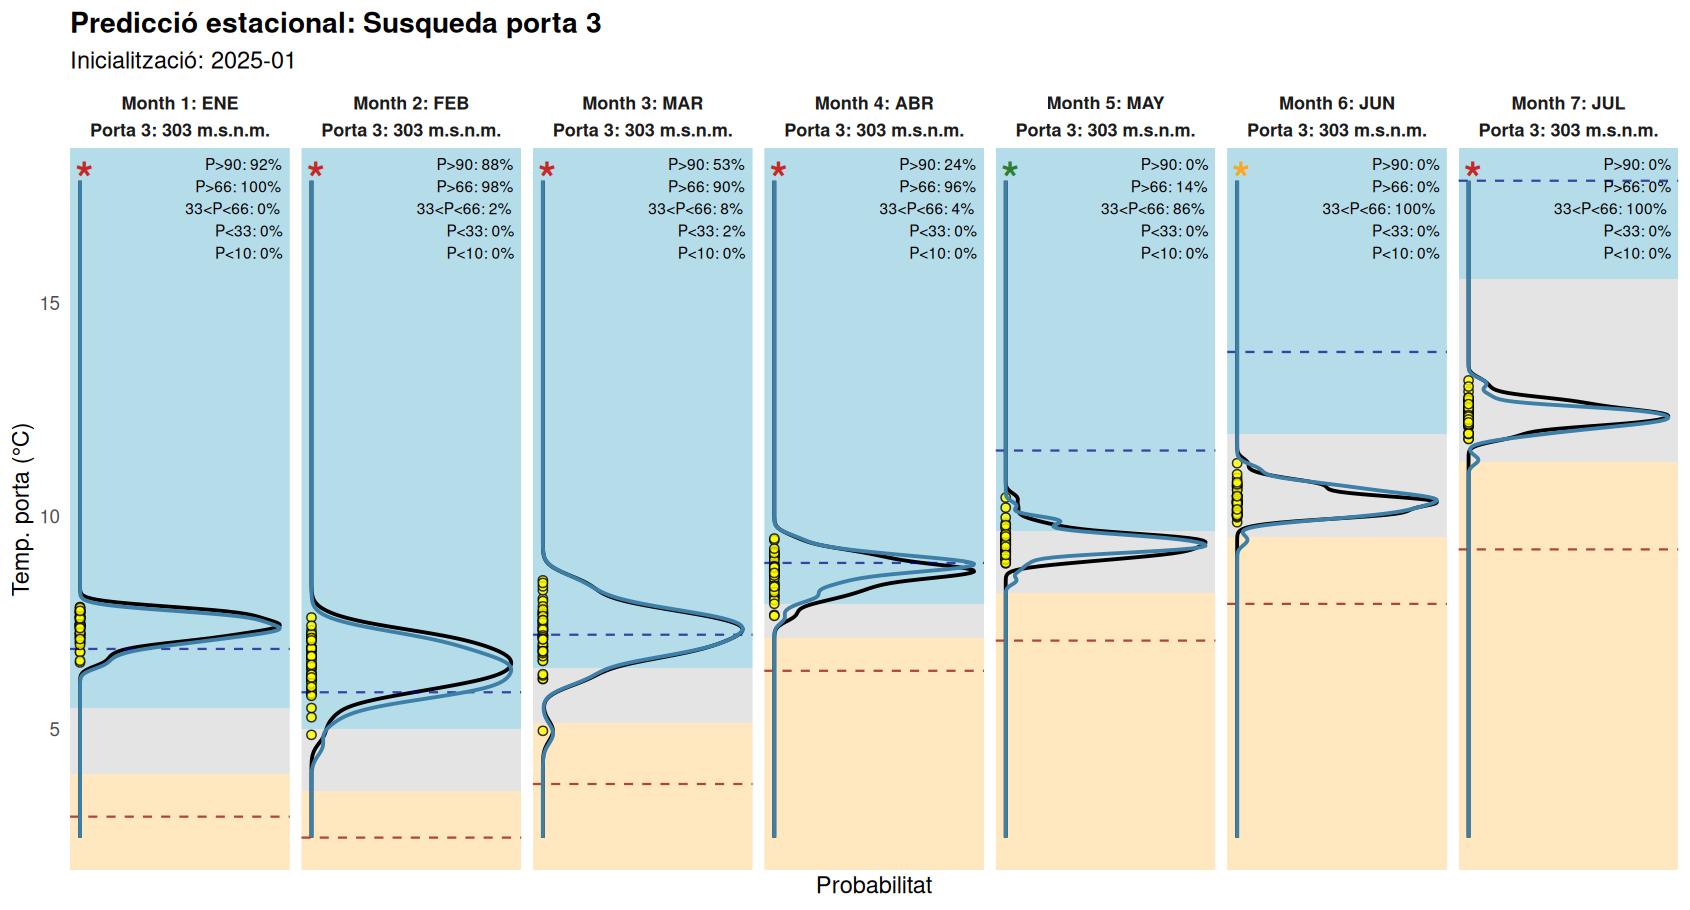 Predicció estacional: Susqueda porta 3
Inicialització: 2025-01
Month 1: ENE
Porta 3: 303 m.s.n.m.
Month 2: FEB
Porta 3: 303 m.s.n.m.
Month 3: MAR
Porta 3: 303 m.s.n.m.
Month 4: ABR
Porta 3: 303 m.s.n.m.
Month 5: MAY
Porta 3: 303 m.s.n.m.
Month 6: JUN
Porta 3: 303 m.s.n.m.
Month 7: JUL
Porta 3: 303 m.s.n.m.
*
P>90: 92%
P>66: 100%
33<P<66: 0%
P<33: 0%
P<10: 0%
*
P>90: 88%
P>66: 98%
33<P<66: 2%
P<33: 0%
P<10: 0%
*
P>90: 53%
P>66: 90%
33<P<66: 8%
P<33: 2%
P<10: 0%
*
P>90: 24%
P>66: 96%
33<P<66: 4%
P<33: 0%
P<10: 0%
*
P>90: 0%
P>66: 14%
33<P<66: 86%
P<33: 0%
P<10: 0%
*
P>90: 0%
P>66: 0%
33<P<66: 100%
P<33: 0%
P<10: 0%
*
P>90: 0%
P>66: 0%
33<P<66: 100%
P<33: 0%
P<10: 0%
15
10
5
Temp. porta (°C)
Probabilitat